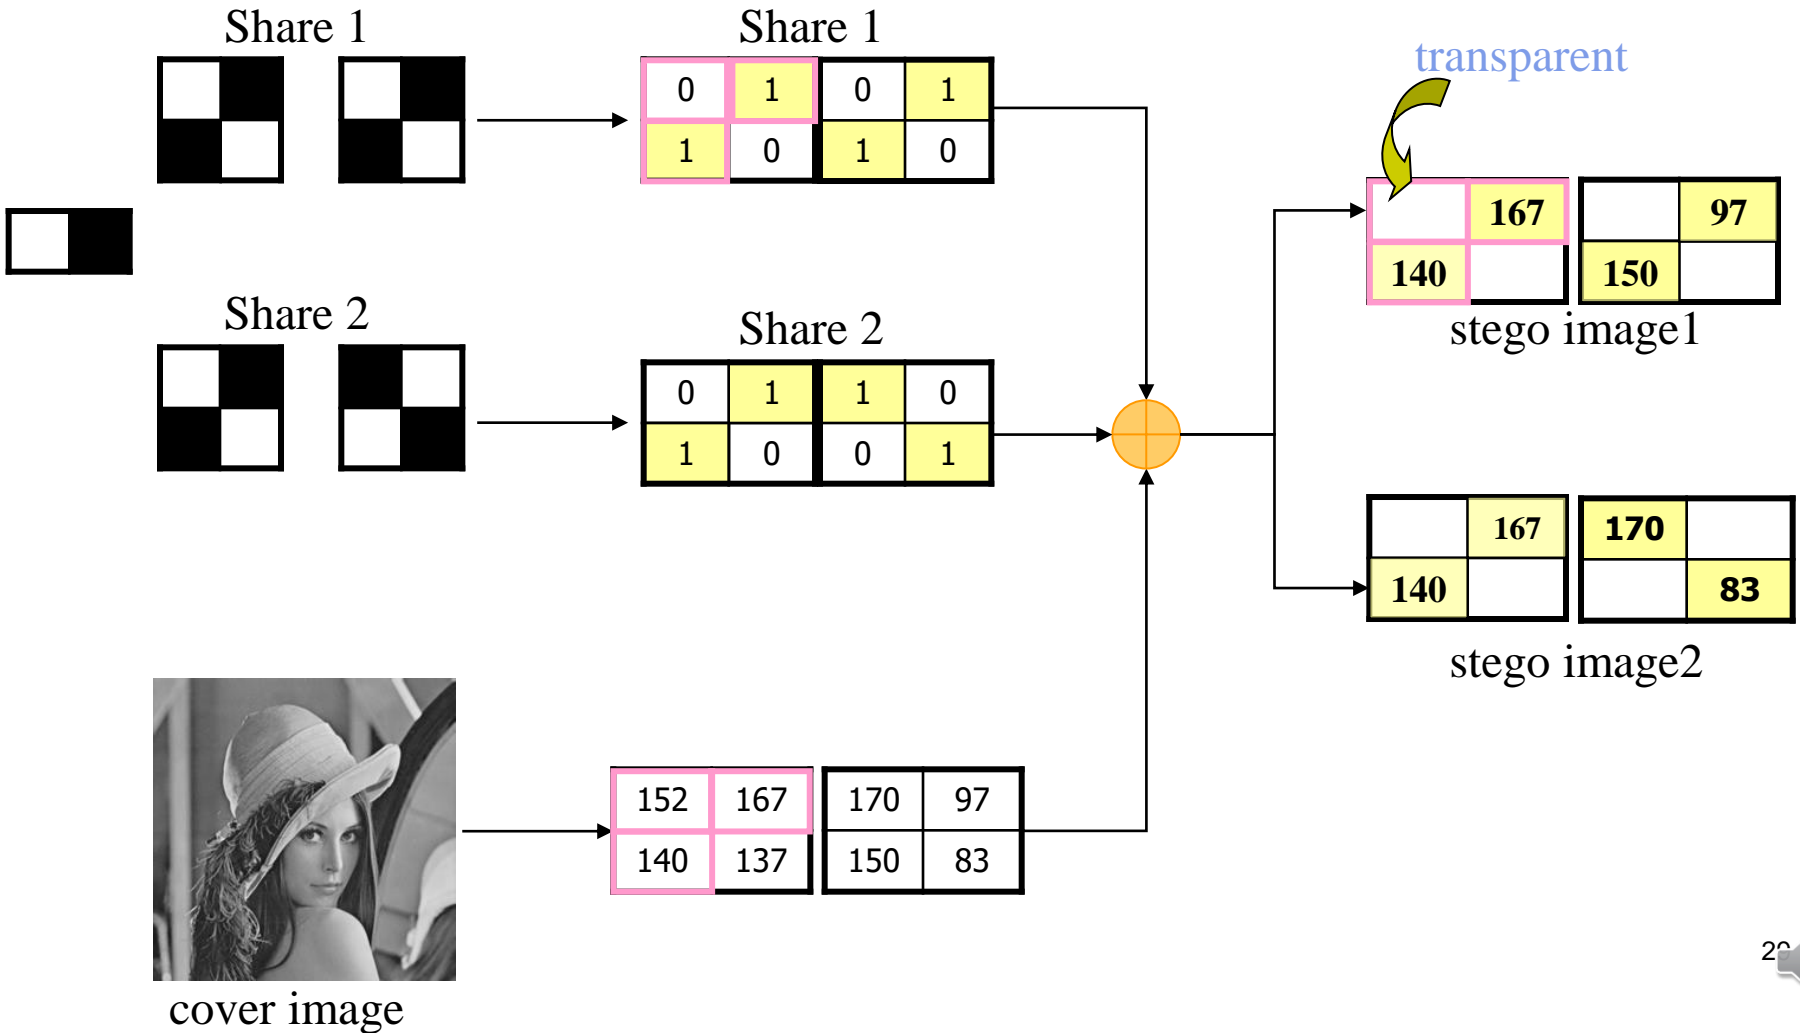 Share 1
Share 1
transparent
0 1 0 1
1 0 1 0
167 97
140 150
stego image1
Share 2
Share 2
0 1 1 0
1 0 0 1
167 170
140 83
stego image2
152 167 170 97
140 137 150 83
cover image